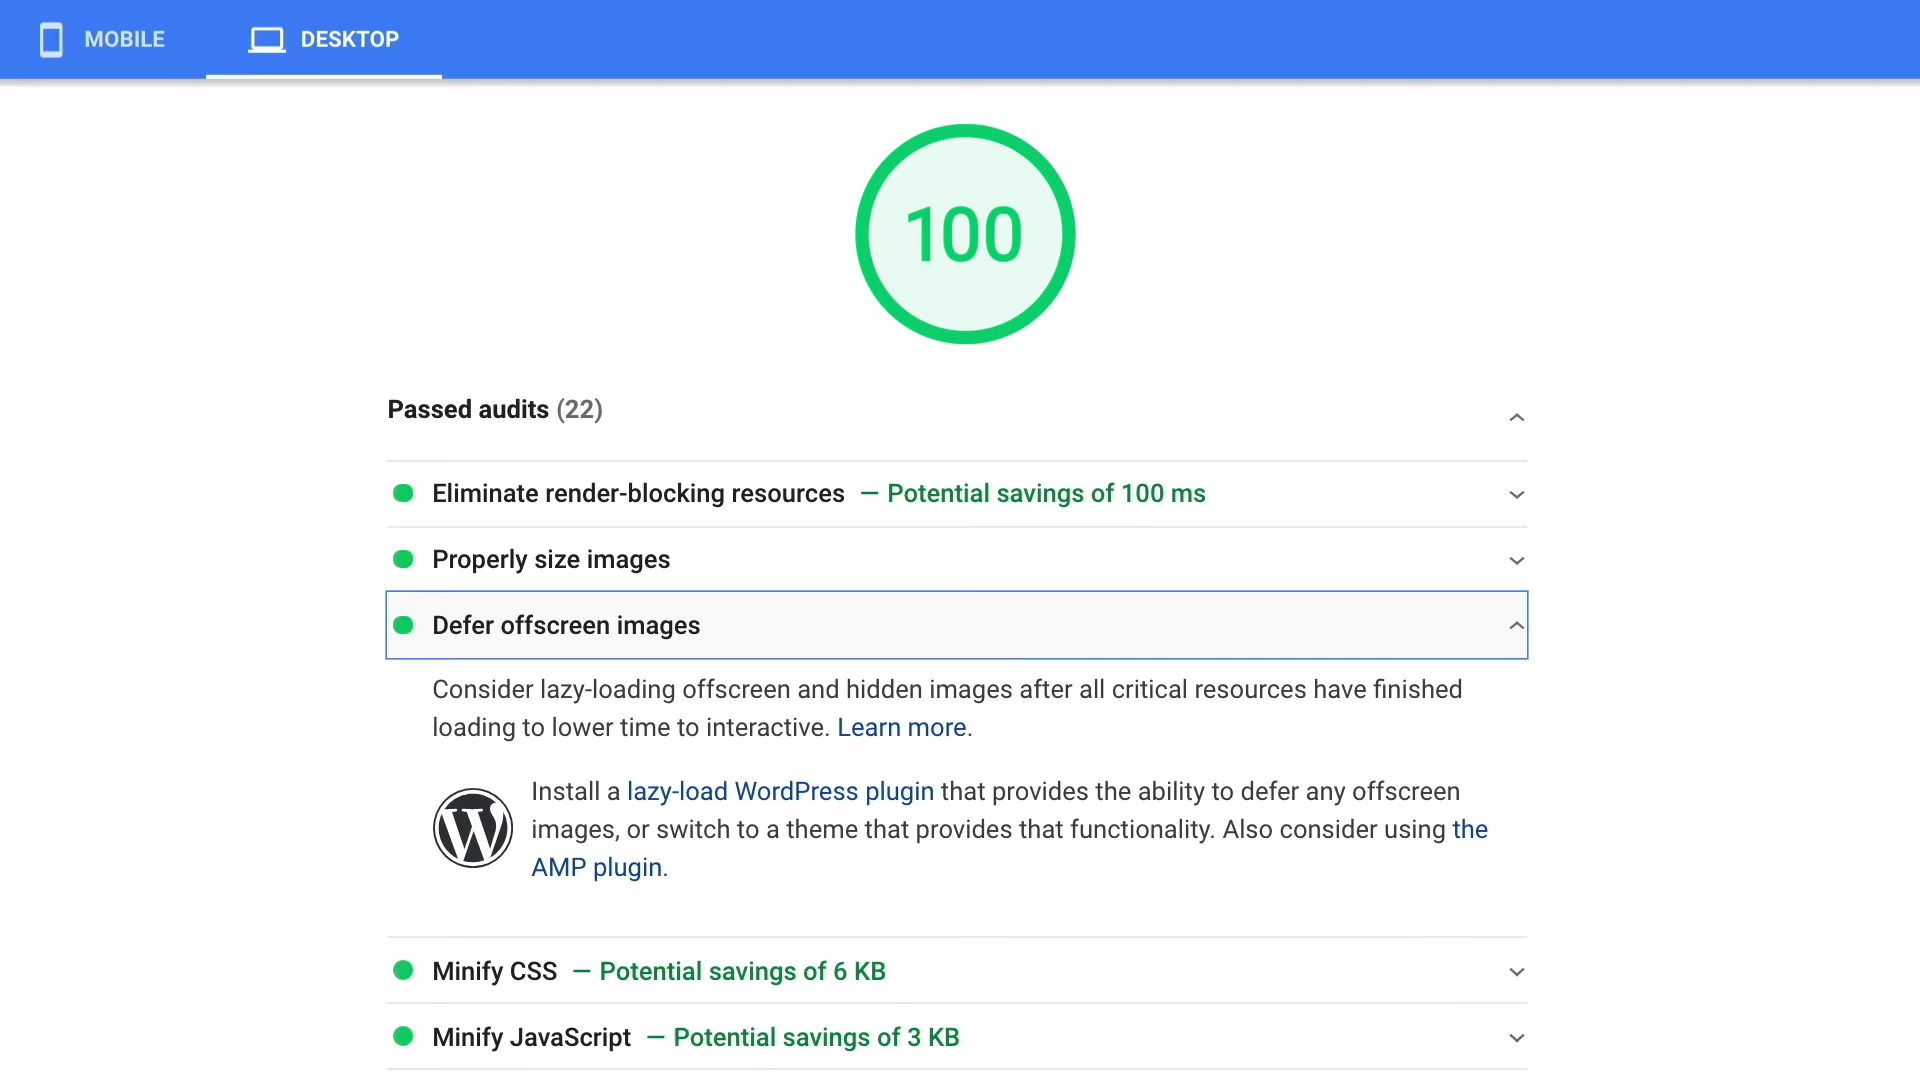 MOBILE
DESKTOP
100
Passed audits (22)
Eliminate render-blocking resources — Potential savings of 100 ms
Properly size images
Defer offscreen images
Consider lazy-loading offscreen and hidden images after all critical resources have finished
loading to lower time to interactive. Learn more.
Install a lazy-load WordPress plugin that provides the ability to defer any offscreen
images, or switch to a theme that provides that functionality. Also consider using the
AMP plugin.
Minify CSS — Potential savings of 6 KB
Minify JavaScript — Potential savings of 3 KB